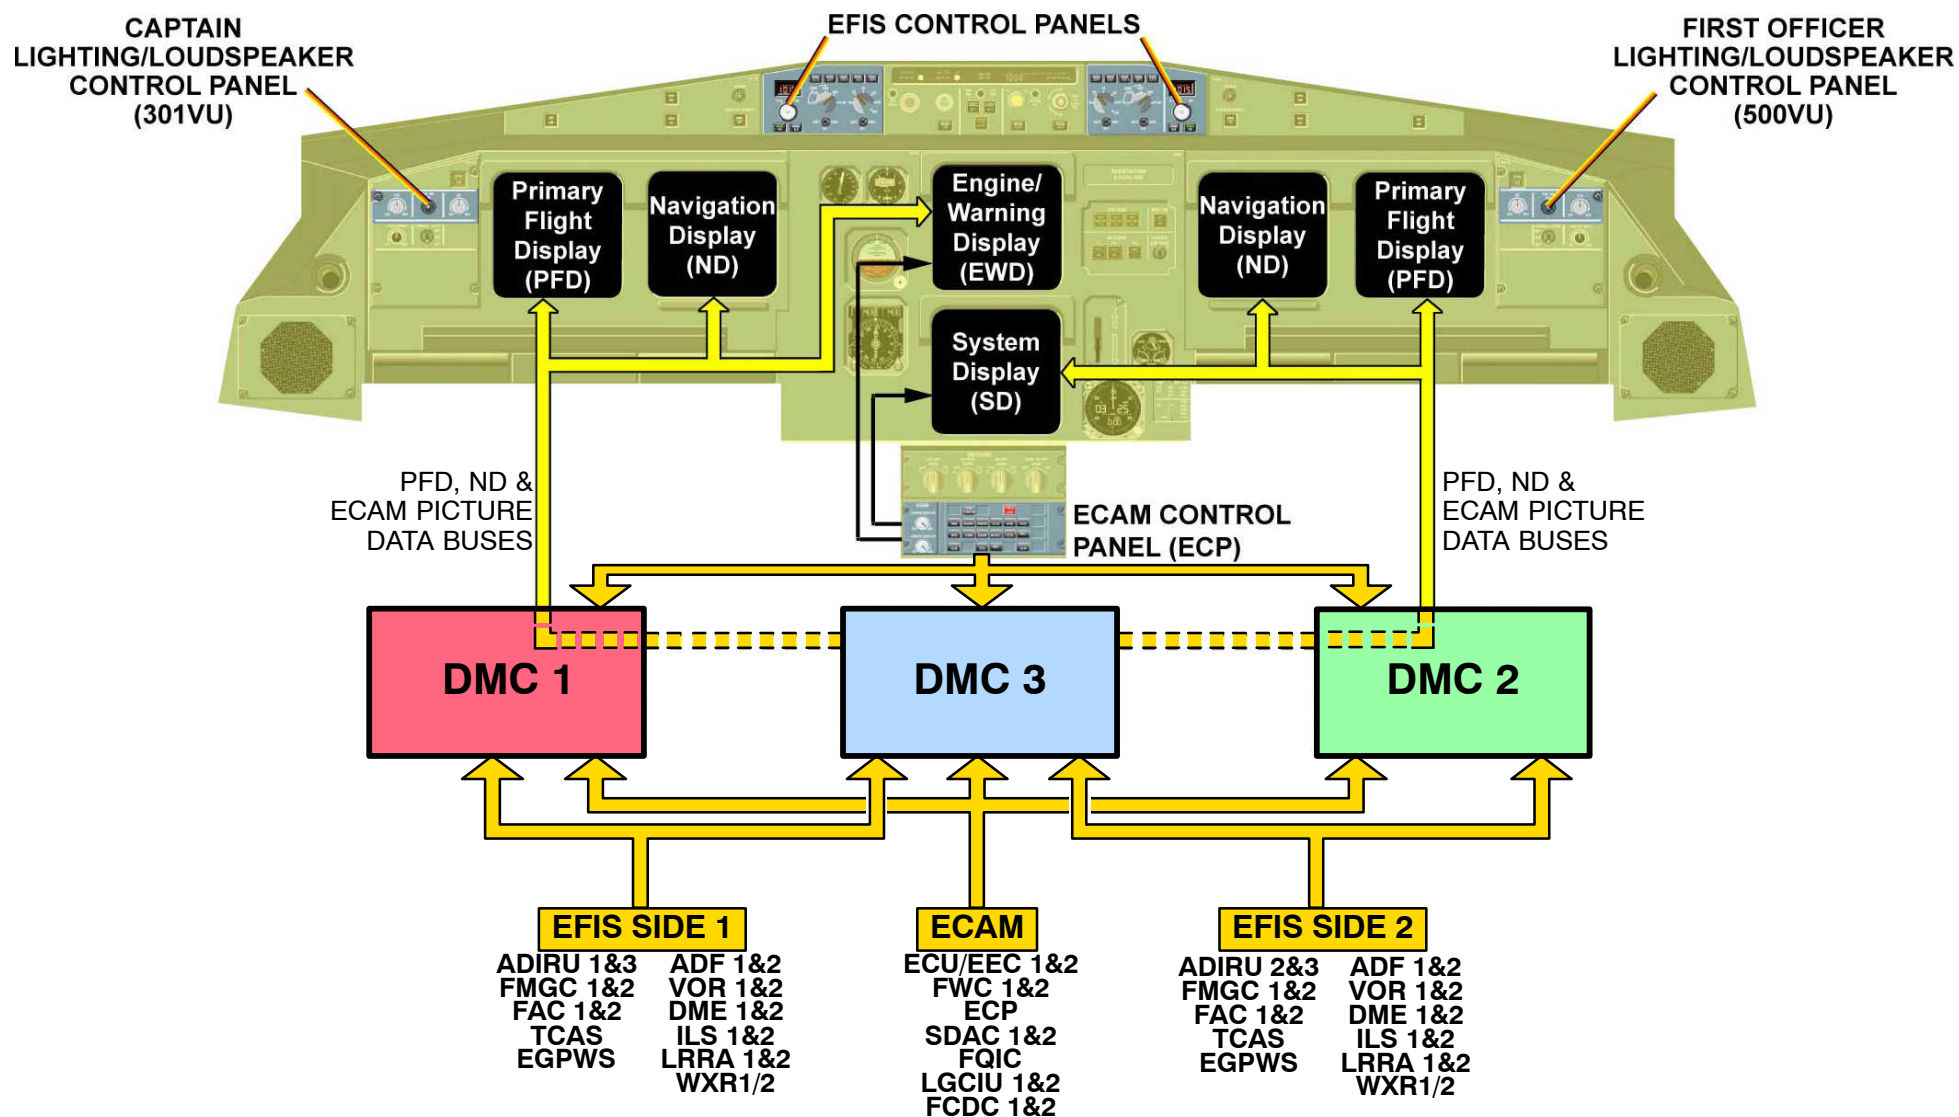 CAPTAIN
LIGHTING/LOUDSPEAKER
CONTROL PANEL
(301VU)
EFIS CONTROL PANELS
FIRST OFFICER
LIGHTING/LOUDSPEAKER
CONTROL PANEL
(500VU)
Primary
Flight
Display
(PFD)
Navigation
Display
(ND)
Engine/
Warning
Display
(EWD)
Navigation
Display
(ND)
Primary
Flight
Display
(PFD)
System
Display
(SD)
PFD, ND &
ECAM PICTURE
DATA BUSES
ECAM CONTROL
PANEL (ECP)
PFD, ND &
ECAM PICTURE
DATA BUSES
DMC 1
DMC 3
DMC 2
EFIS SIDE 1
ADIRU 1&3
FMGC 1&2
FAC 1&2
TCAS
EGPWS
ADF 1&2
VOR 1&2
DME 1&2
ILS 1&2
LRRA 1&2
WXR1/2
ECAM
ECU/EEC 1&2
FWC 1&2
ECP
SDAC 1&2
FQIC
LGCIU 1&2
FCDC 1&2
EFIS SIDE 2
ADIRU 2&3
FMGC 1&2
FAC 1&2
TCAS
EGPWS
ADF 1&2
VOR 1&2
DME 1&2
ILS 1&2
LRRA 1&2
WXR1/2